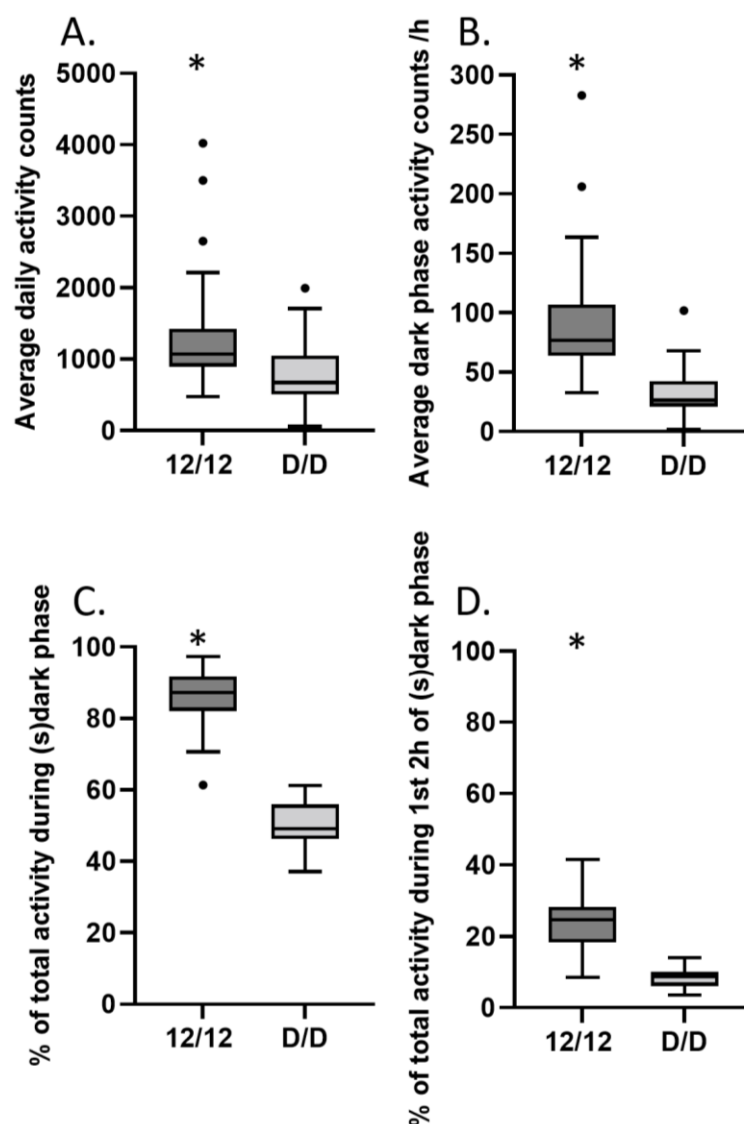 A.
Average daily activity counts
*
5000
4000
3000
2000
1000
0
12/12 D/D
B.
Average dark phase activity counts /h
*
300
250
200
150
100
50
0
12/12 D/D
C.
% of total activity during (s)dark phase
*
100
80
60
40
20
0
12/12 D/D
D.
% of total activity during 1st 2h of (s)dark phase
*
100
80
60
40
20
0
12/12 D/D